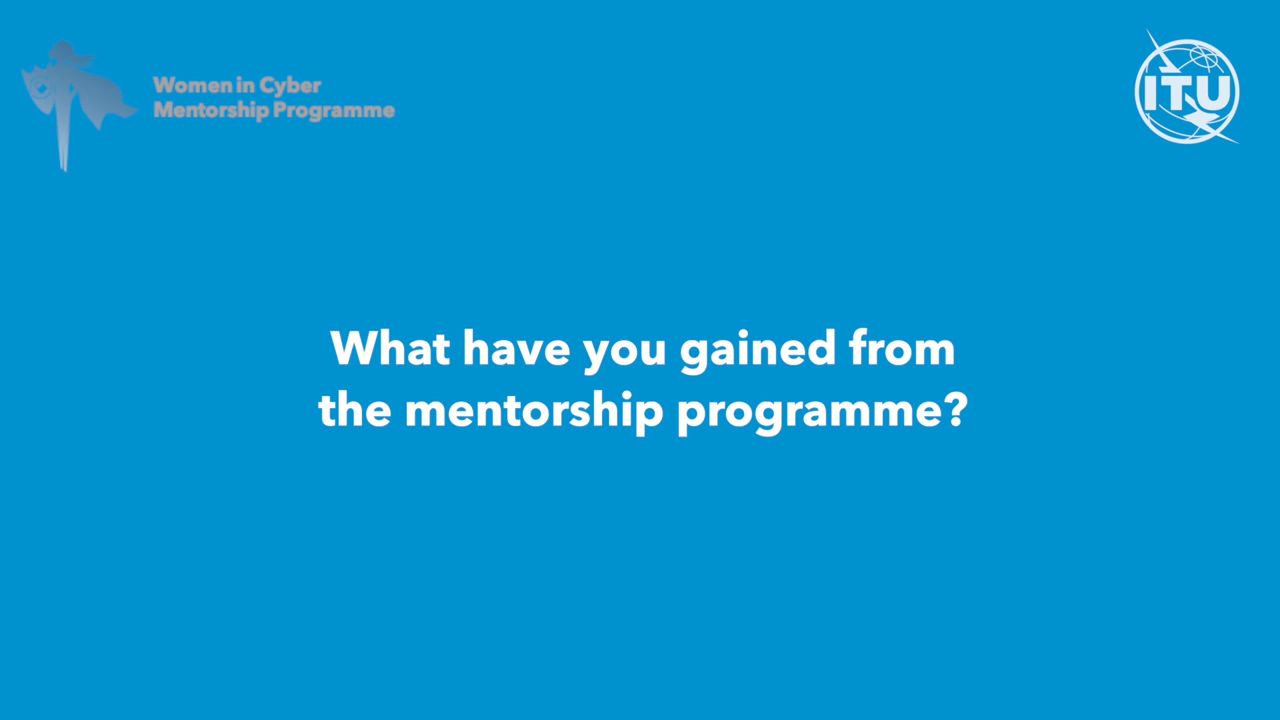 Women in Cyber
Mentorship Programme
ITU
What have you gained from
the mentorship programme?